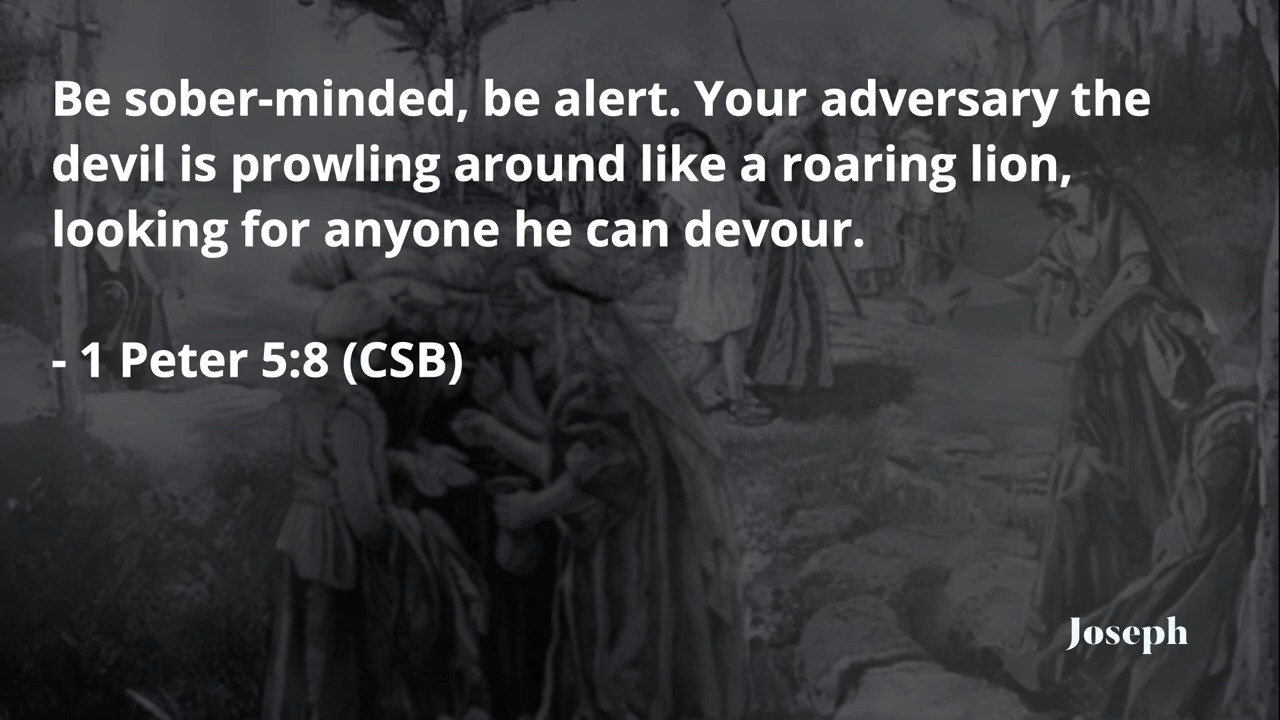 Be sober-minded, be alert. Your adversary the
devil is prowling around like a roaring lion,
looking for anyone he can devour.
- 1 Peter 5:8 (CSB)
Joseph